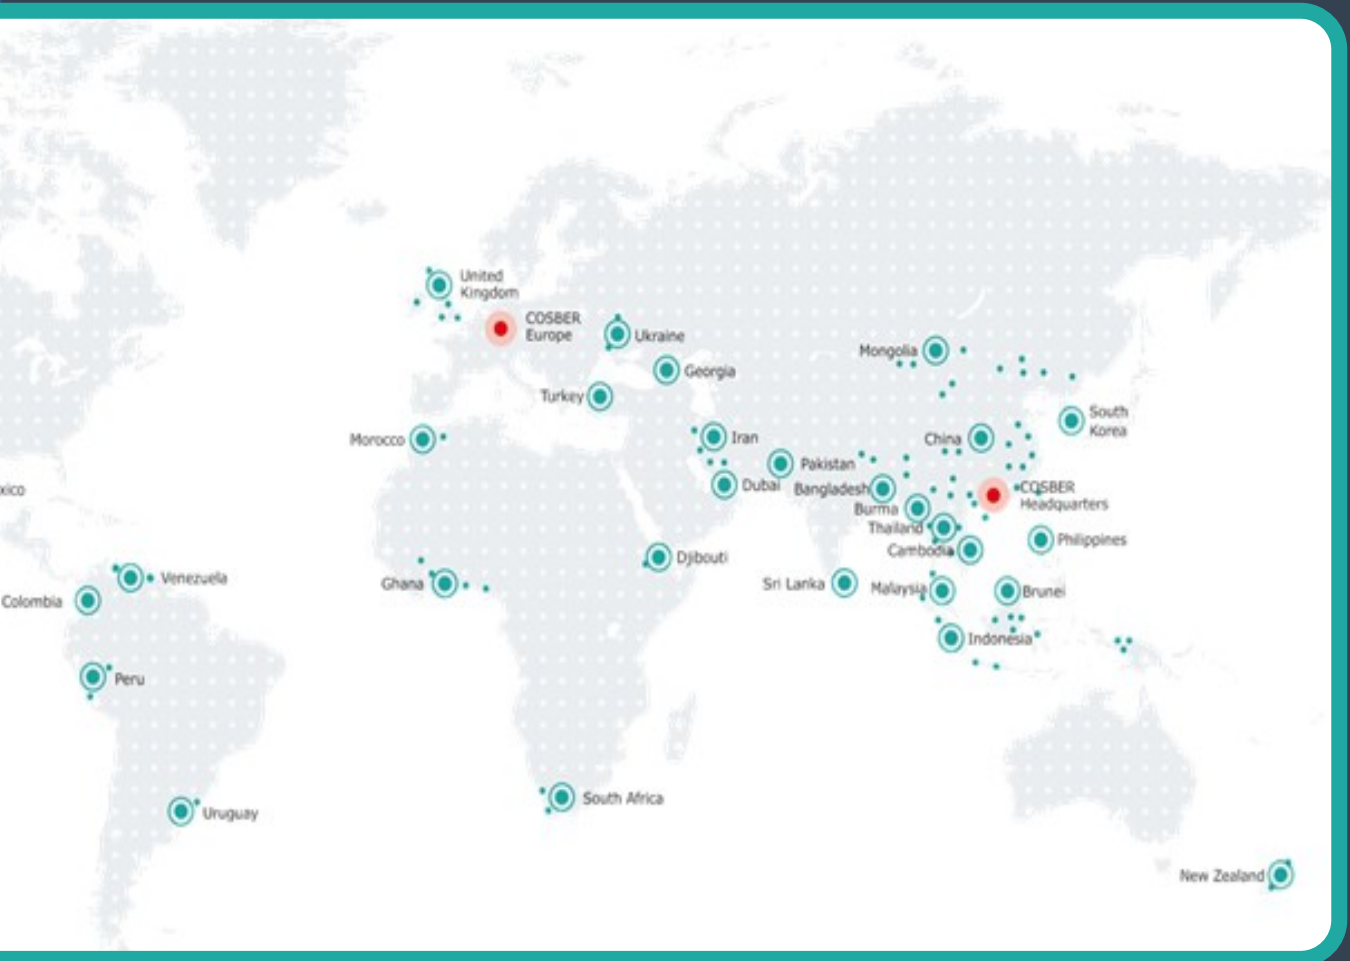 United
Kingdom
COSBER
Europe
Ukraine
Mongolia
Georgia
Turkey
South
Korea
Morocco
Iran
China
Pakistan
Dubai
Bangladesh
COSBER
Headquarters
xico
Burma
Thailand
Philippines
Cambodia
Djibouti
Venezuela
Ghana
Sri Lanka
Malaysia
Brunei
Colombia
Indonesia
Peru
South Africa
Uruguay
New Zealand